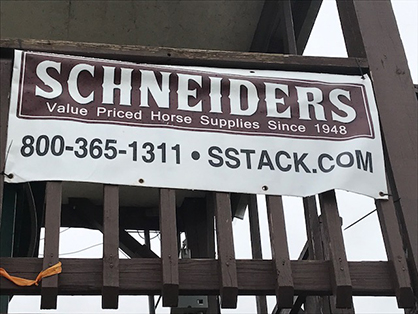 SCHNEIDERS
Value Priced Horse Supplies Since 1948
800-365-1311 • SSTACK.COM